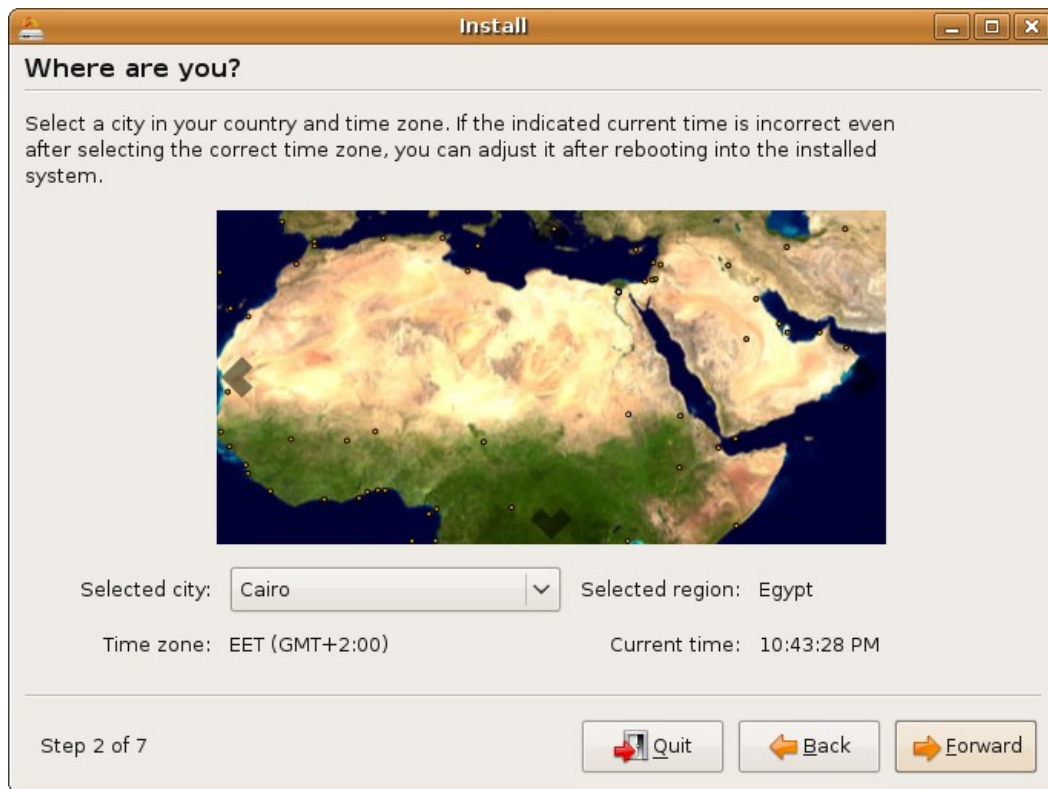 Install
Where are you?
Select a city in your country and time zone. If the indicated current time is incorrect even
after selecting the correct time zone, you can adjust it after rebooting into the installed
system.
Selected city: Cairo Selected region: Egypt
Time zone: EET (GMT+2:00) Current time: 10:43:28 PM
Step 2 of 7 Quit Back Forward